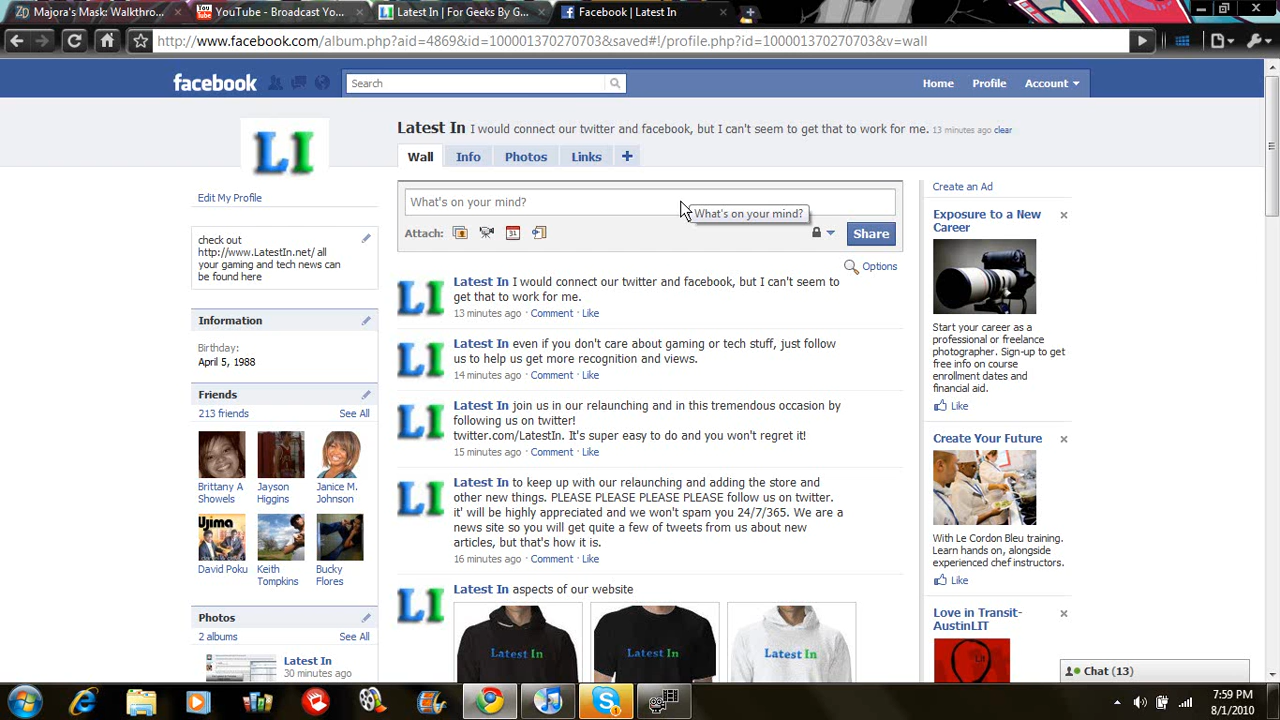 Majora's Mask: Walkthro...
YouTube - Broadcast Yo...
Latest In | For Geeks By G...
Facebook | Latest In
http://www.facebook.com/album.php?aid=4869&id=100001370270703&saved#!/profile.php?id=100001370270703&v=wall
facebook
Search
Home
Profile
Account
LI
Latest In I would connect our twitter and facebook, but I can't seem to get that to work for me. 13 minutes ago clear
Wall
Info
Photos
Links
Edit My Profile
check out
http://www.LatestIn.net/ all
your gaming and tech news can
be found here
Information
Birthday:
April 5, 1988
Friends
213 friends
See All
Brittany A
Showels
Jayson
Higgins
Janice M.
Johnson
Ujima
David Poku
Keith
Tompkins
Bucky
Flores
Photos
2 albums
See All
Latest In
30 minutes ago
What's on your mind?
What's on your mind?
Attach:
31
Share
Options
LI
Latest In I would connect our twitter and facebook, but I can't seem to
get that to work for me.
13 minutes ago · Comment · Like
LI
Latest In even if you don't care about gaming or tech stuff, just follow
us to help us get more recognition and views.
14 minutes ago · Comment · Like
LI
Latest In join us in our relaunching and in this tremendous occasion by
following us on twitter!
twitter.com/LatestIn. It's super easy to do and you won't regret it!
15 minutes ago · Comment · Like
LI
Latest In to keep up with our relaunching and adding the store and
other new things. PLEASE PLEASE PLEASE PLEASE follow us on twitter.
it' will be highly appreciated and we won't spam you 24/7/365. We are a
news site so you will get quite a few of tweets from us about new
articles, but that's how it is.
16 minutes ago · Comment · Like
LI
Latest In aspects of our website
Latest In
Latest In
Latest In
Create an Ad
Exposure to a New
Career
Start your career as a
professional or freelance
photographer. Sign-up to get
free info on course
enrollment dates and
financial aid.
Like
Create Your Future
With Le Cordon Bleu training.
Learn hands on, alongside
experienced chef instructors.
Like
Love in Transit-
AustinLIT
Chat (13)
7:59 PM
8/1/2010